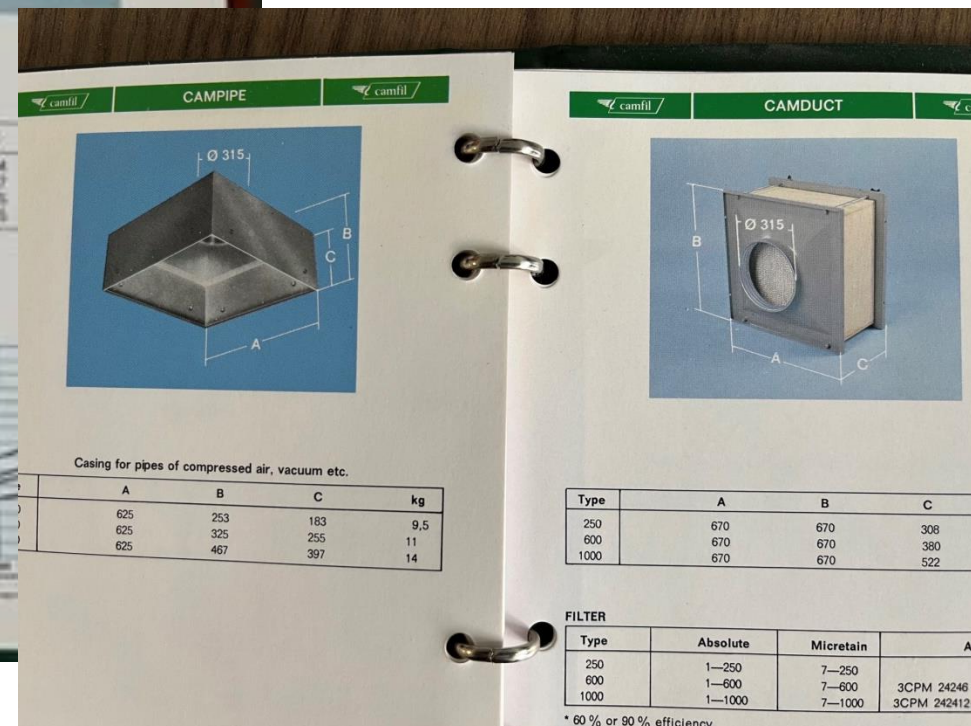 camfil
CAMPIPE
camfil
Ø 315
B
C
A
Casing for pipes of compressed air, vacuum etc.
A B C kg
625 253 183 9,5
625 325 255 11
625 467 397 14
camfil
CAMDUCT
Ø 315
B
A
C
Type A B C
250 670 670 308
600 670 670 380
1000 670 670 522
FILTER
Type Absolute Micretain A
250 1—250 7—250
600 1—600 7—600 3CPM 24246
1000 1—1000 7—1000 3CPM 242412
* 60 % or 90 % efficiency